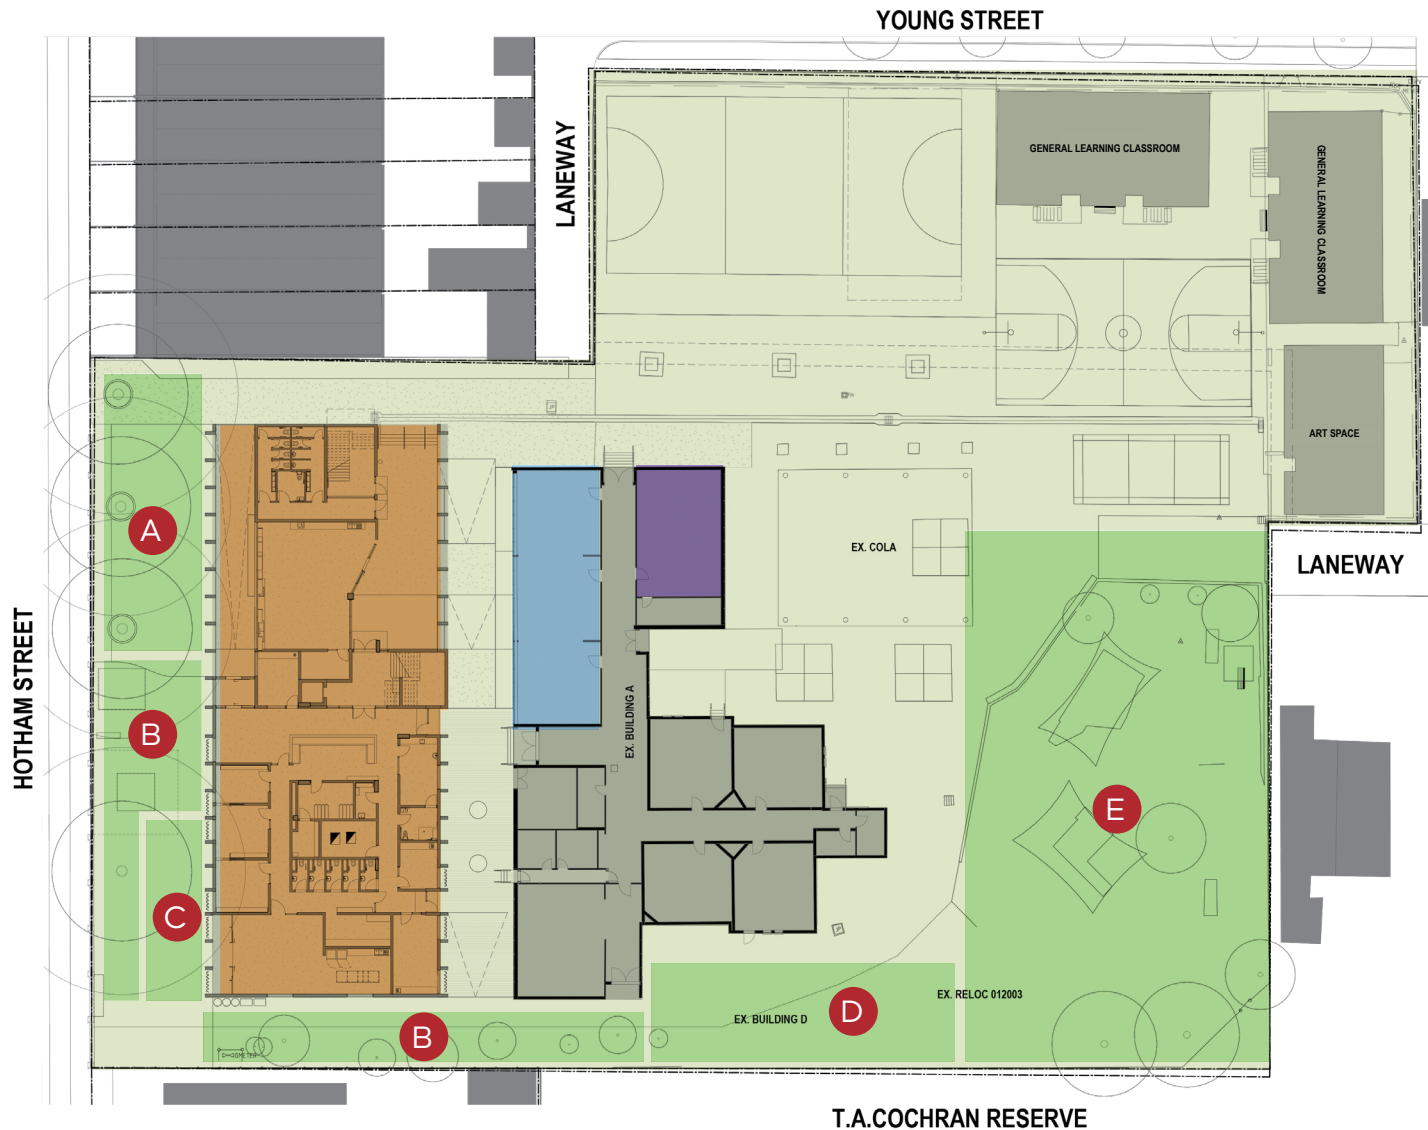 YOUNG STREET
LANEWAY
GENERAL LEARNING CLASSROOM
GENERAL LEARNING CLASSROOM
ART SPACE
A
EX. COLA
LANEWAY
HOTHAM STREET
B
EX. BUILDING A
E
C
EX. RELOC 012003
D
EX. BUILDING D
B
T.A.COCHRAN RESERVE